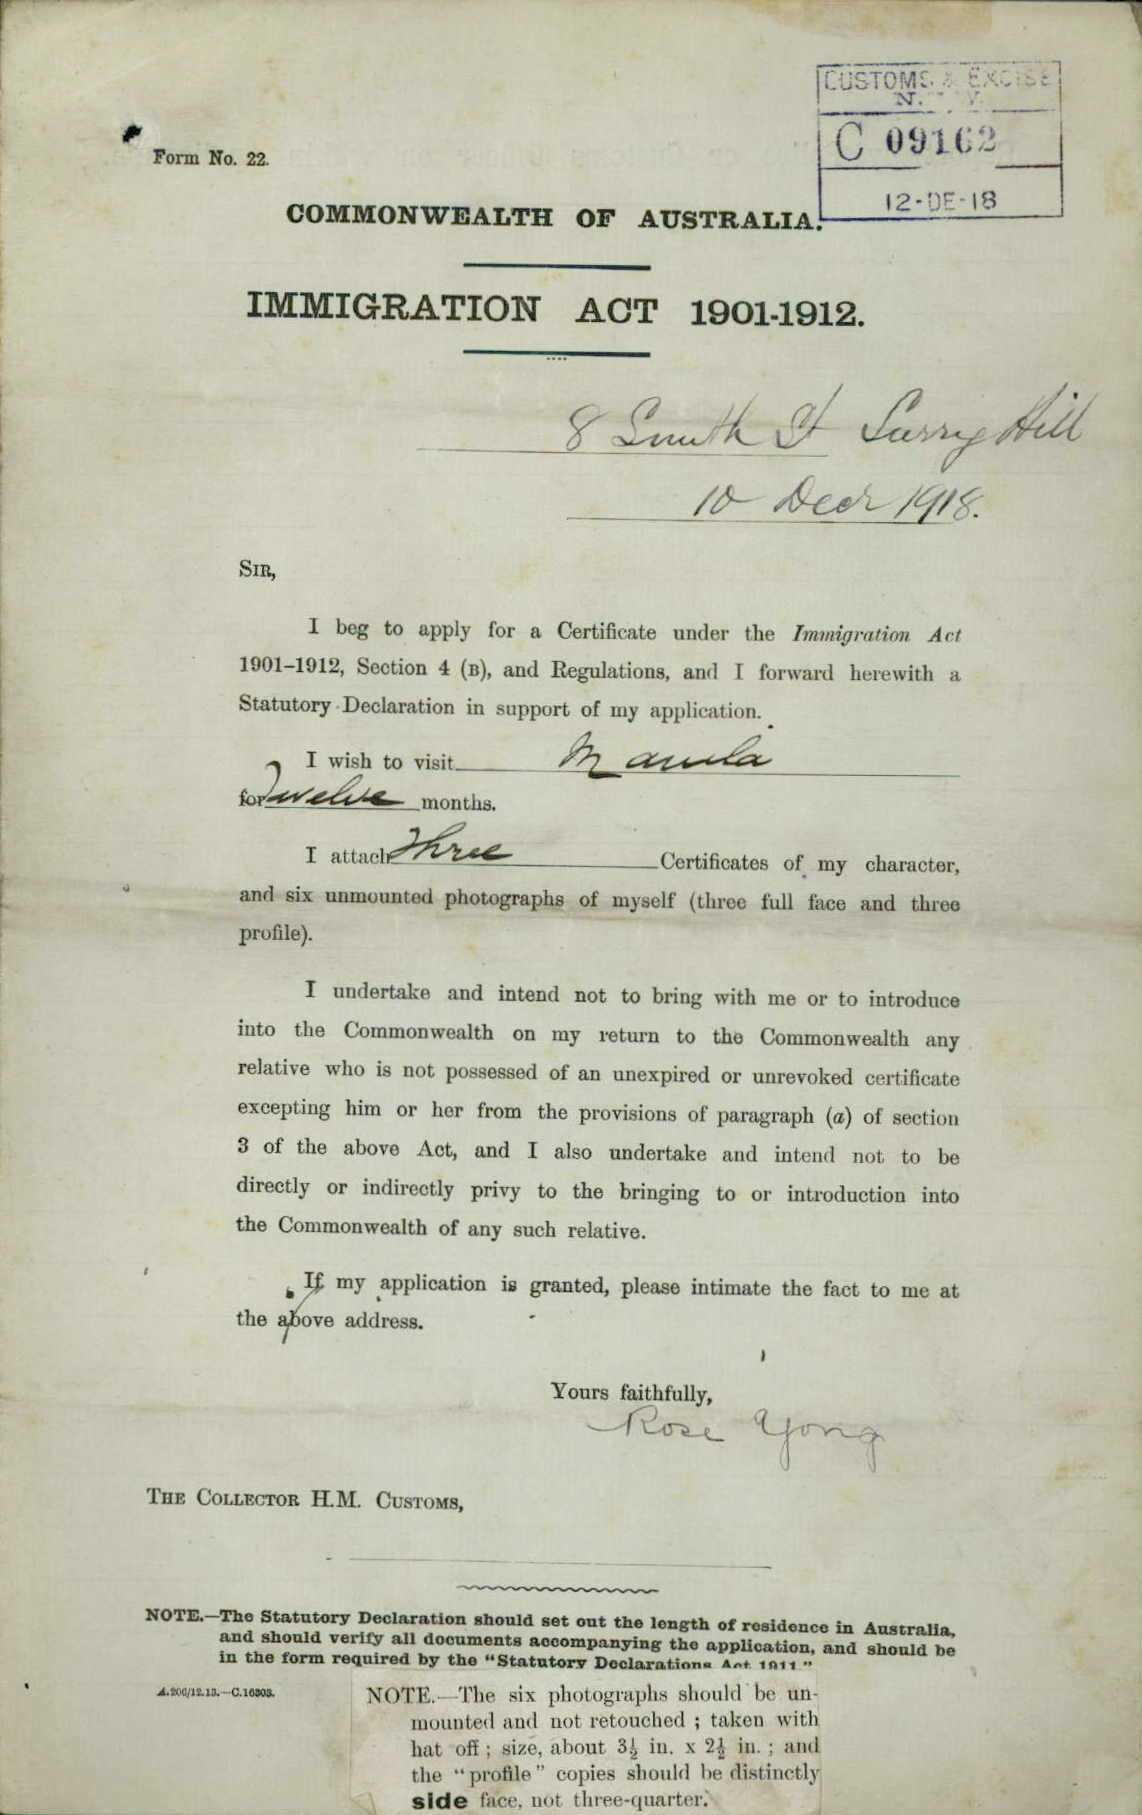 CUSTOMS & EXCISE
N.S.W.
C 09162
12-DE-18
Form No. 22.
COMMONWEALTH OF AUSTRALIA.
IMMIGRATION ACT 1901-1912.
8 Smith St Surry Hill
10 Decr 1918.
SIR,
I beg to apply for a Certificate under the Immigration Act
1901–1912, Section 4 (B), and Regulations, and I forward herewith a
Statutory Declaration in support of my application.
I wish to visit Manila
for Twelve months.
I attach Three Certificates of my character,
and six unmounted photographs of myself (three full face and three
profile).
I undertake and intend not to bring with me or to introduce
into the Commonwealth on my return to the Commonwealth any
relative who is not possessed of an unexpired or unrevoked certificate
excepting him or her from the provisions of paragraph (a) of section
3 of the above Act, and I also undertake and intend not to be
directly or indirectly privy to the bringing to or introduction into
the Commonwealth of any such relative.
If my application is granted, please intimate the fact to me at
the above address.
Yours faithfully,
Rose Yong
THE COLLECTOR H.M. CUSTOMS,
NOTE.—The Statutory Declaration should set out the length of residence in Australia,
and should verify all documents accompanying the application, and should be
in the form required by the "Statutory Declarations Act 1911."
A.206/12.13.—C.16303.
NOTE.—The six photographs should be un-
mounted and not retouched ; taken with
hat off ; size, about 3½ in. x 2½ in. ; and
the "profile" copies should be distinctly
side face, not three-quarter.